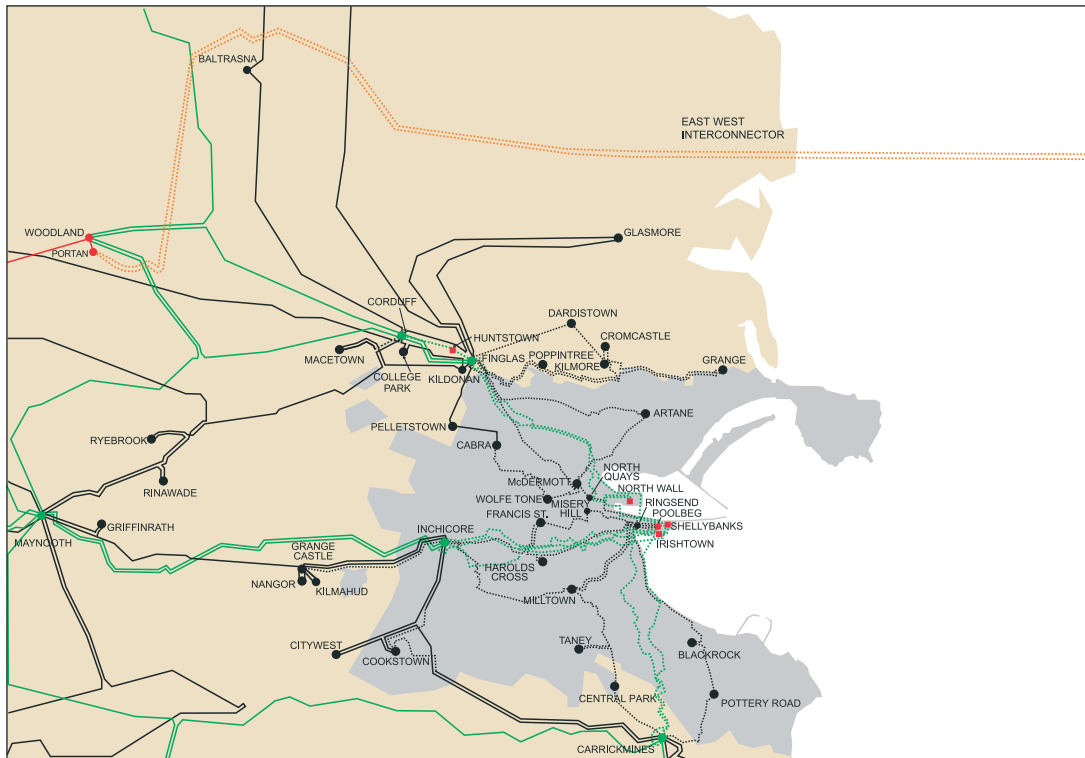 BALTRASNA
EAST WEST
INTERCONNECTOR
WOODLAND
PORTAN
GLASMORE
CORDUFF
DARDISTOWN
HUNTSTOWN
CROMCASTLE
MACETOWN
FINGLAS
POPPINTREE
KILMORE
GRANGE
COLLEGE
PARK
KILDONAN
ARTANE
PELLETSTOWN
RYEBROOK
CABRA
RINAWADE
NORTH
QUAYS
McDERMOTT
NORTH WALL
WOLFE TONE
MISERY
HILL
RINGSEND
POOLBEG
FRANCIS ST.
SHELLYBANKS
GRIFFINRATH
INCHICORE
IRISHTOWN
MAYNOOTH
GRANGE
CASTLE
HAROLDS
CROSS
NANGOR
KILMAHUD
MILLTOWN
CITYWEST
COOKSTOWN
TANEY
BLACKROCK
CENTRAL PARK
POTTERY ROAD
CARRICKMINES